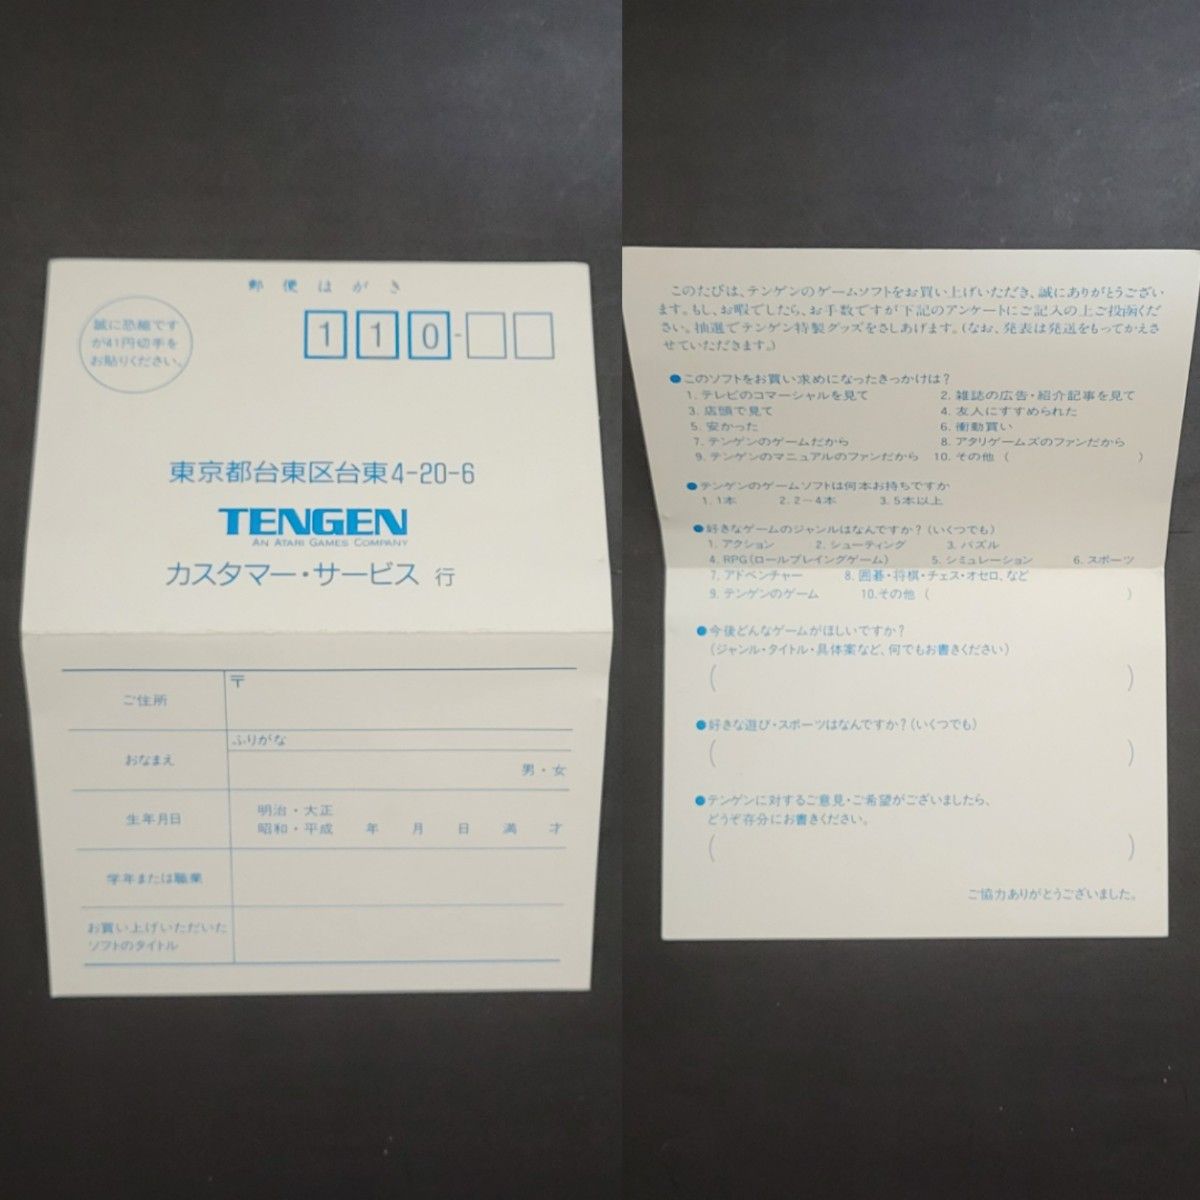 郵便はがき
誠に恐縮です
が41円切手を
お貼りください。
110-
東京都台東区台東4-20-6
TENGEN
AN ATARI GAMES COMPANY
カスタマー・サービス 行
ご住所
〒
おなまえ
ふりがな
男・女
生年月日
明治・大正
昭和・平成 年 月 日 満 才
学年または職業
お買い上げいただいた
ソフトのタイトル
このたびは、テンゲンのゲームソフトをお買い上げいただき、誠にありがとうござい
ます。もし、お暇でしたら、お手数ですが下記のアンケートにご記入の上ご投函くだ
さい。抽選でテンゲン特製グッズをさしあげます。(なお、発表は発送をもってかえさ
せていただきます。)
●このソフトをお買い求めになったきっかけは?
1. テレビのコマーシャルを見て 2. 雑誌の広告・紹介記事を見て
3. 店頭で見て 4. 友人にすすめられた
5. 安かった 6. 衝動買い
7. テンゲンのゲームだから 8. アタリゲームズのファンだから
9. テンゲンのマニュアルのファンだから 10. その他 ( )
●テンゲンのゲームソフトは何本お持ちですか
1. 1本 2. 2〜4本 3. 5本以上
●好きなゲームのジャンルはなんですか?(いくつでも)
1. アクション 2. シューティング 3. パズル
4. RPG(ロールプレイングゲーム) 5. シミュレーション 6. スポーツ
7. アドベンチャー 8. 囲碁・将棋・チェス・オセロ、など
9. テンゲンのゲーム 10.その他 ( )
●今後どんなゲームがほしいですか?
(ジャンル・タイトル・具体案など、何でもお書きください)
( )
●好きな遊び・スポーツはなんですか?(いくつでも)
( )
●テンゲンに対するご意見・ご希望がございましたら、
どうぞ存分にお書きください。
( )
ご協力ありがとうございました。